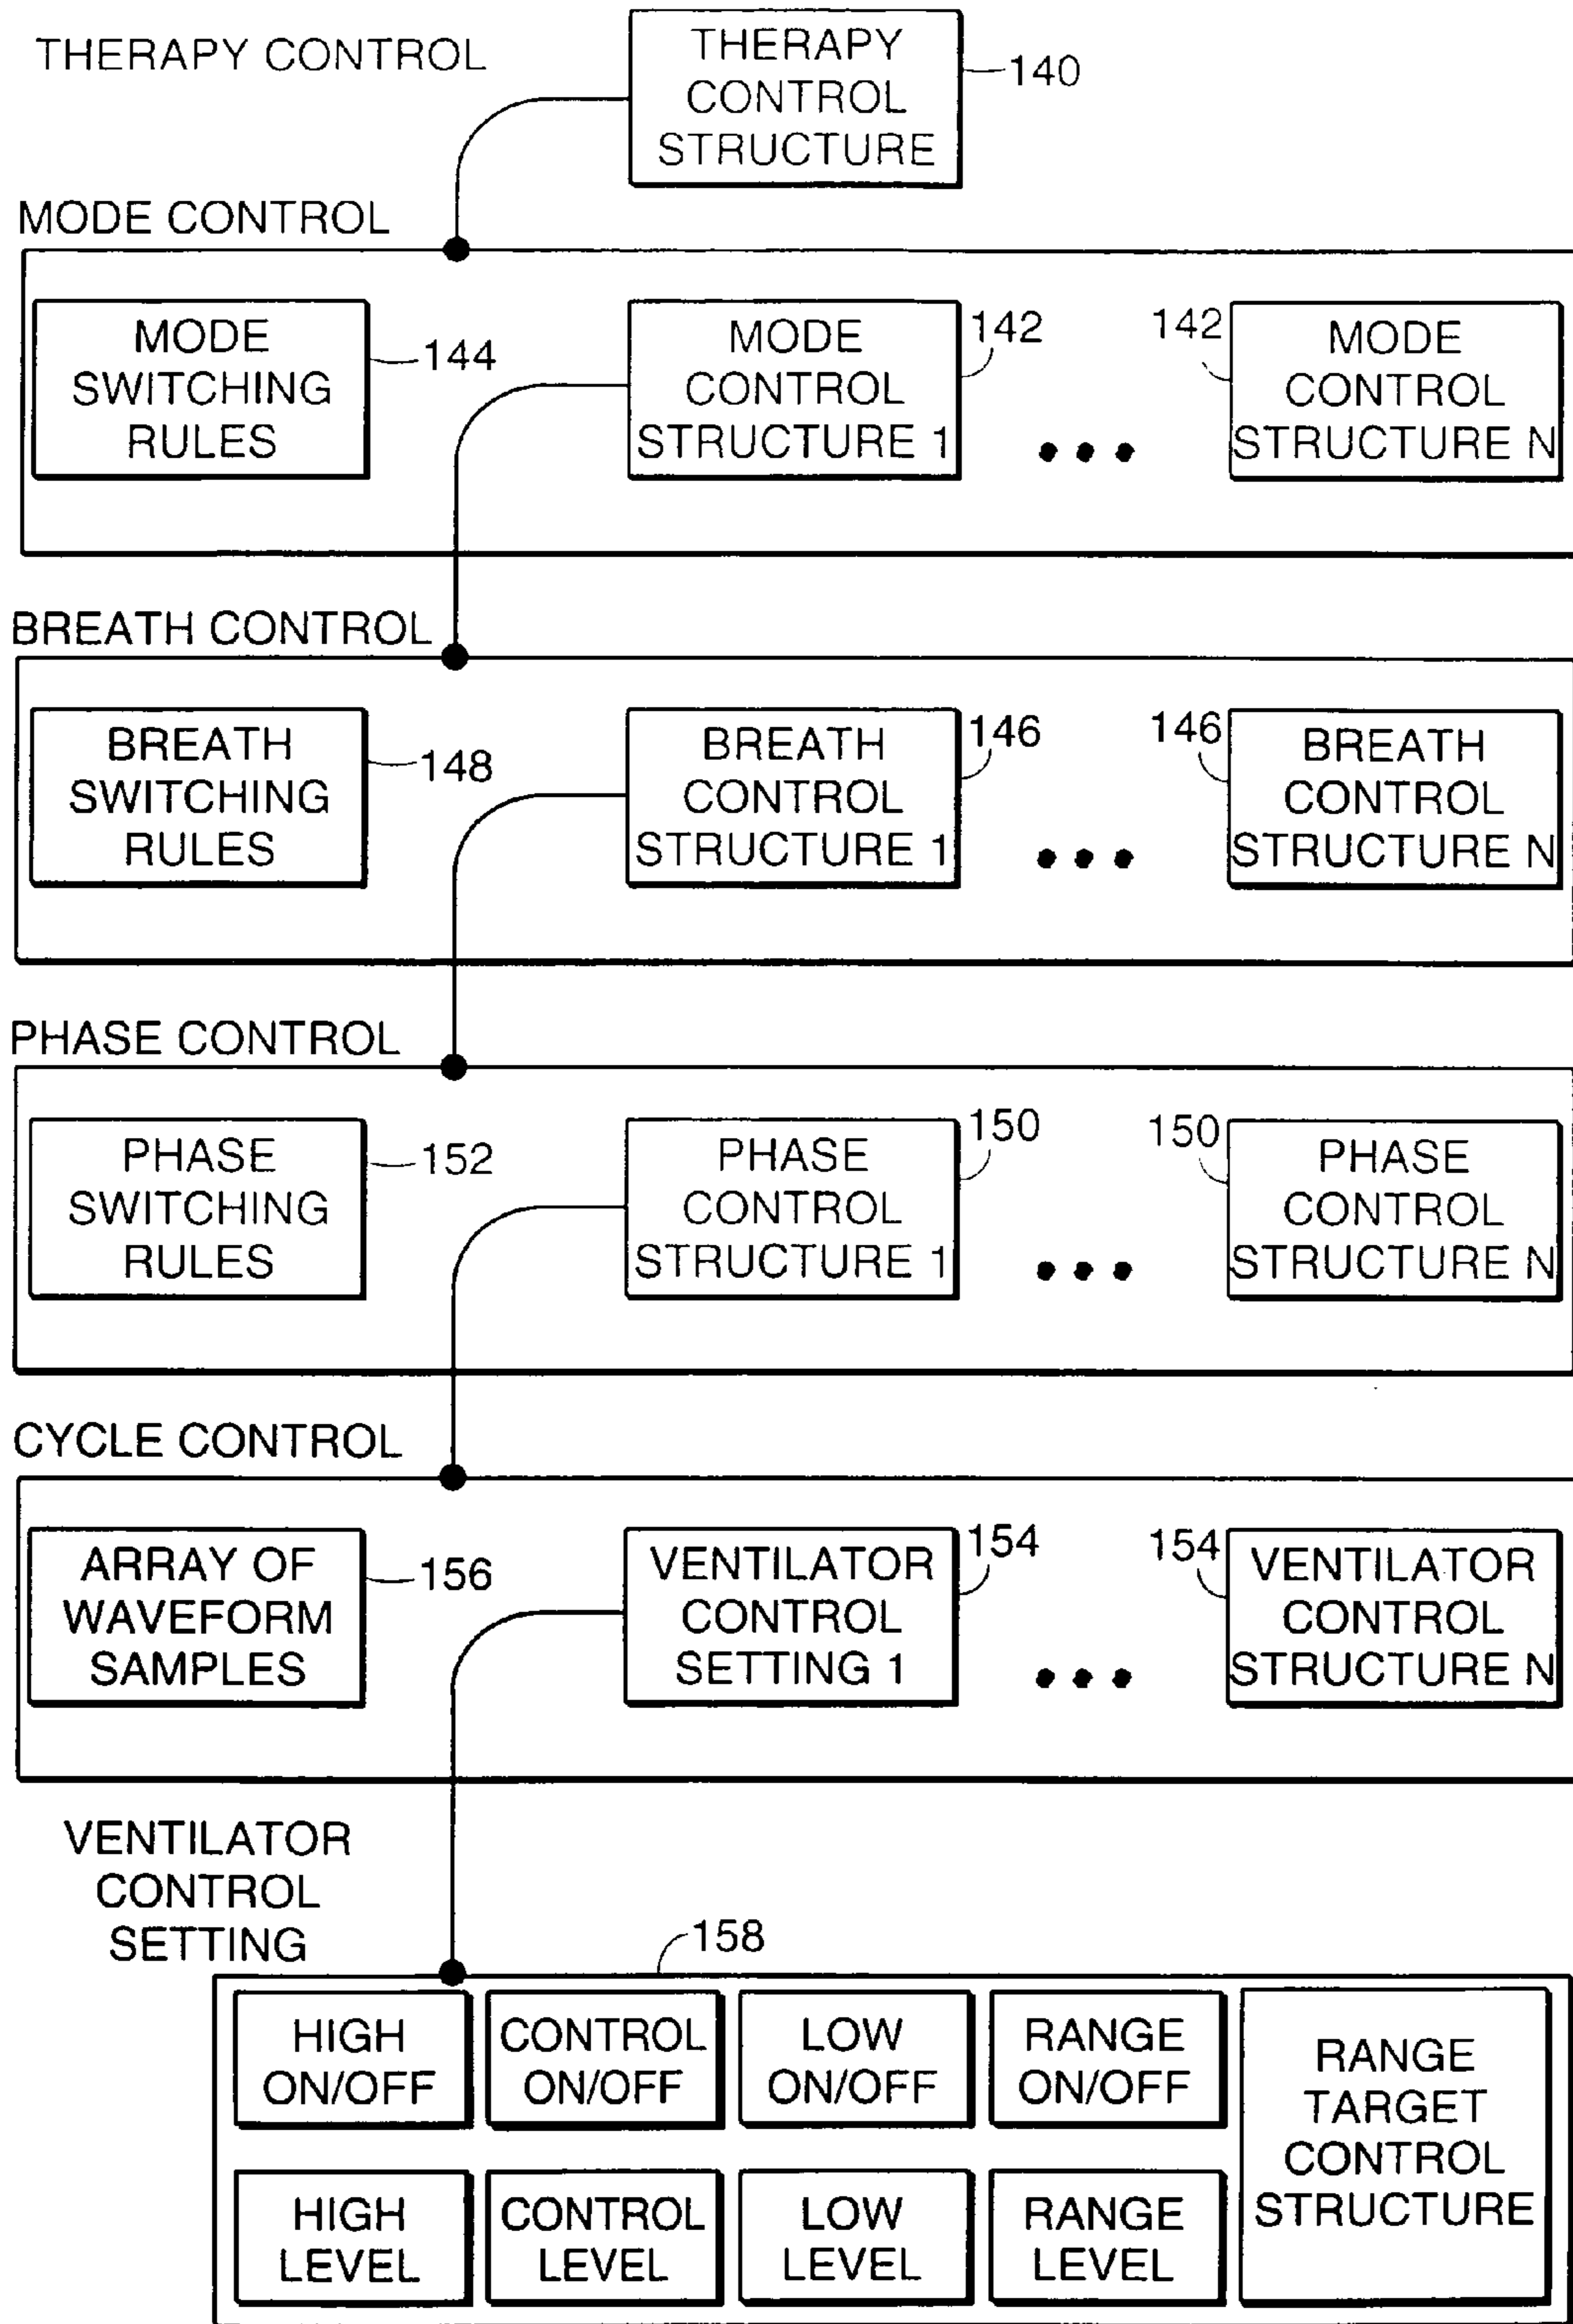 THERAPY CONTROL
THERAPY
CONTROL
STRUCTURE
140
MODE CONTROL
MODE
SWITCHING
RULES
144
MODE
CONTROL
STRUCTURE 1
142
142
MODE
CONTROL
STRUCTURE N
BREATH CONTROL
BREATH
SWITCHING
RULES
148
BREATH
CONTROL
STRUCTURE 1
146
146
BREATH
CONTROL
STRUCTURE N
PHASE CONTROL
PHASE
SWITCHING
RULES
152
PHASE
CONTROL
STRUCTURE 1
150
150
PHASE
CONTROL
STRUCTURE N
CYCLE CONTROL
ARRAY OF
WAVEFORM
SAMPLES
156
VENTILATOR
CONTROL
SETTING 1
154
154
VENTILATOR
CONTROL
STRUCTURE N
VENTILATOR
CONTROL
SETTING
158
HIGH
ON/OFF
CONTROL
ON/OFF
LOW
ON/OFF
RANGE
ON/OFF
RANGE
TARGET
CONTROL
STRUCTURE
HIGH
LEVEL
CONTROL
LEVEL
LOW
LEVEL
RANGE
LEVEL